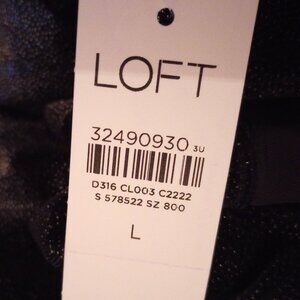 LOFT
32490930 3U
D316 CL003 C2222
S 578522 SZ 800
L